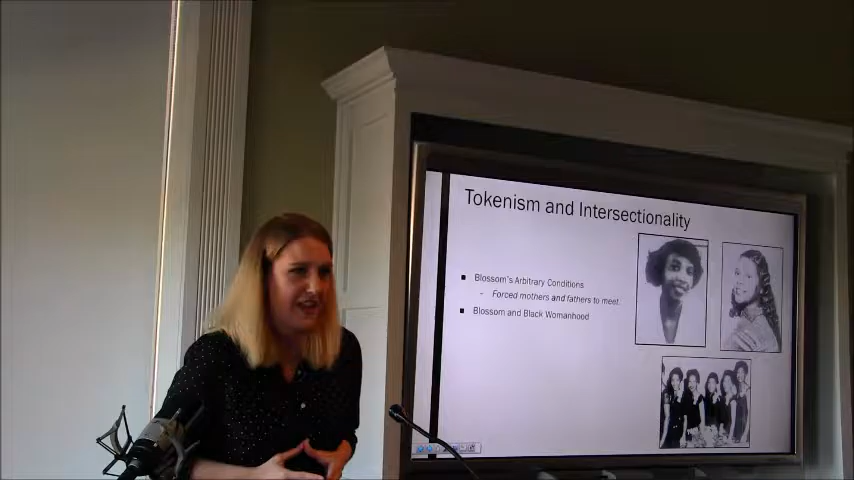 Tokenism and Intersectionality
▪ Blossom's Arbitrary Conditions
- Forced mothers and fathers to meet.
▪ Blossom and Black Womanhood